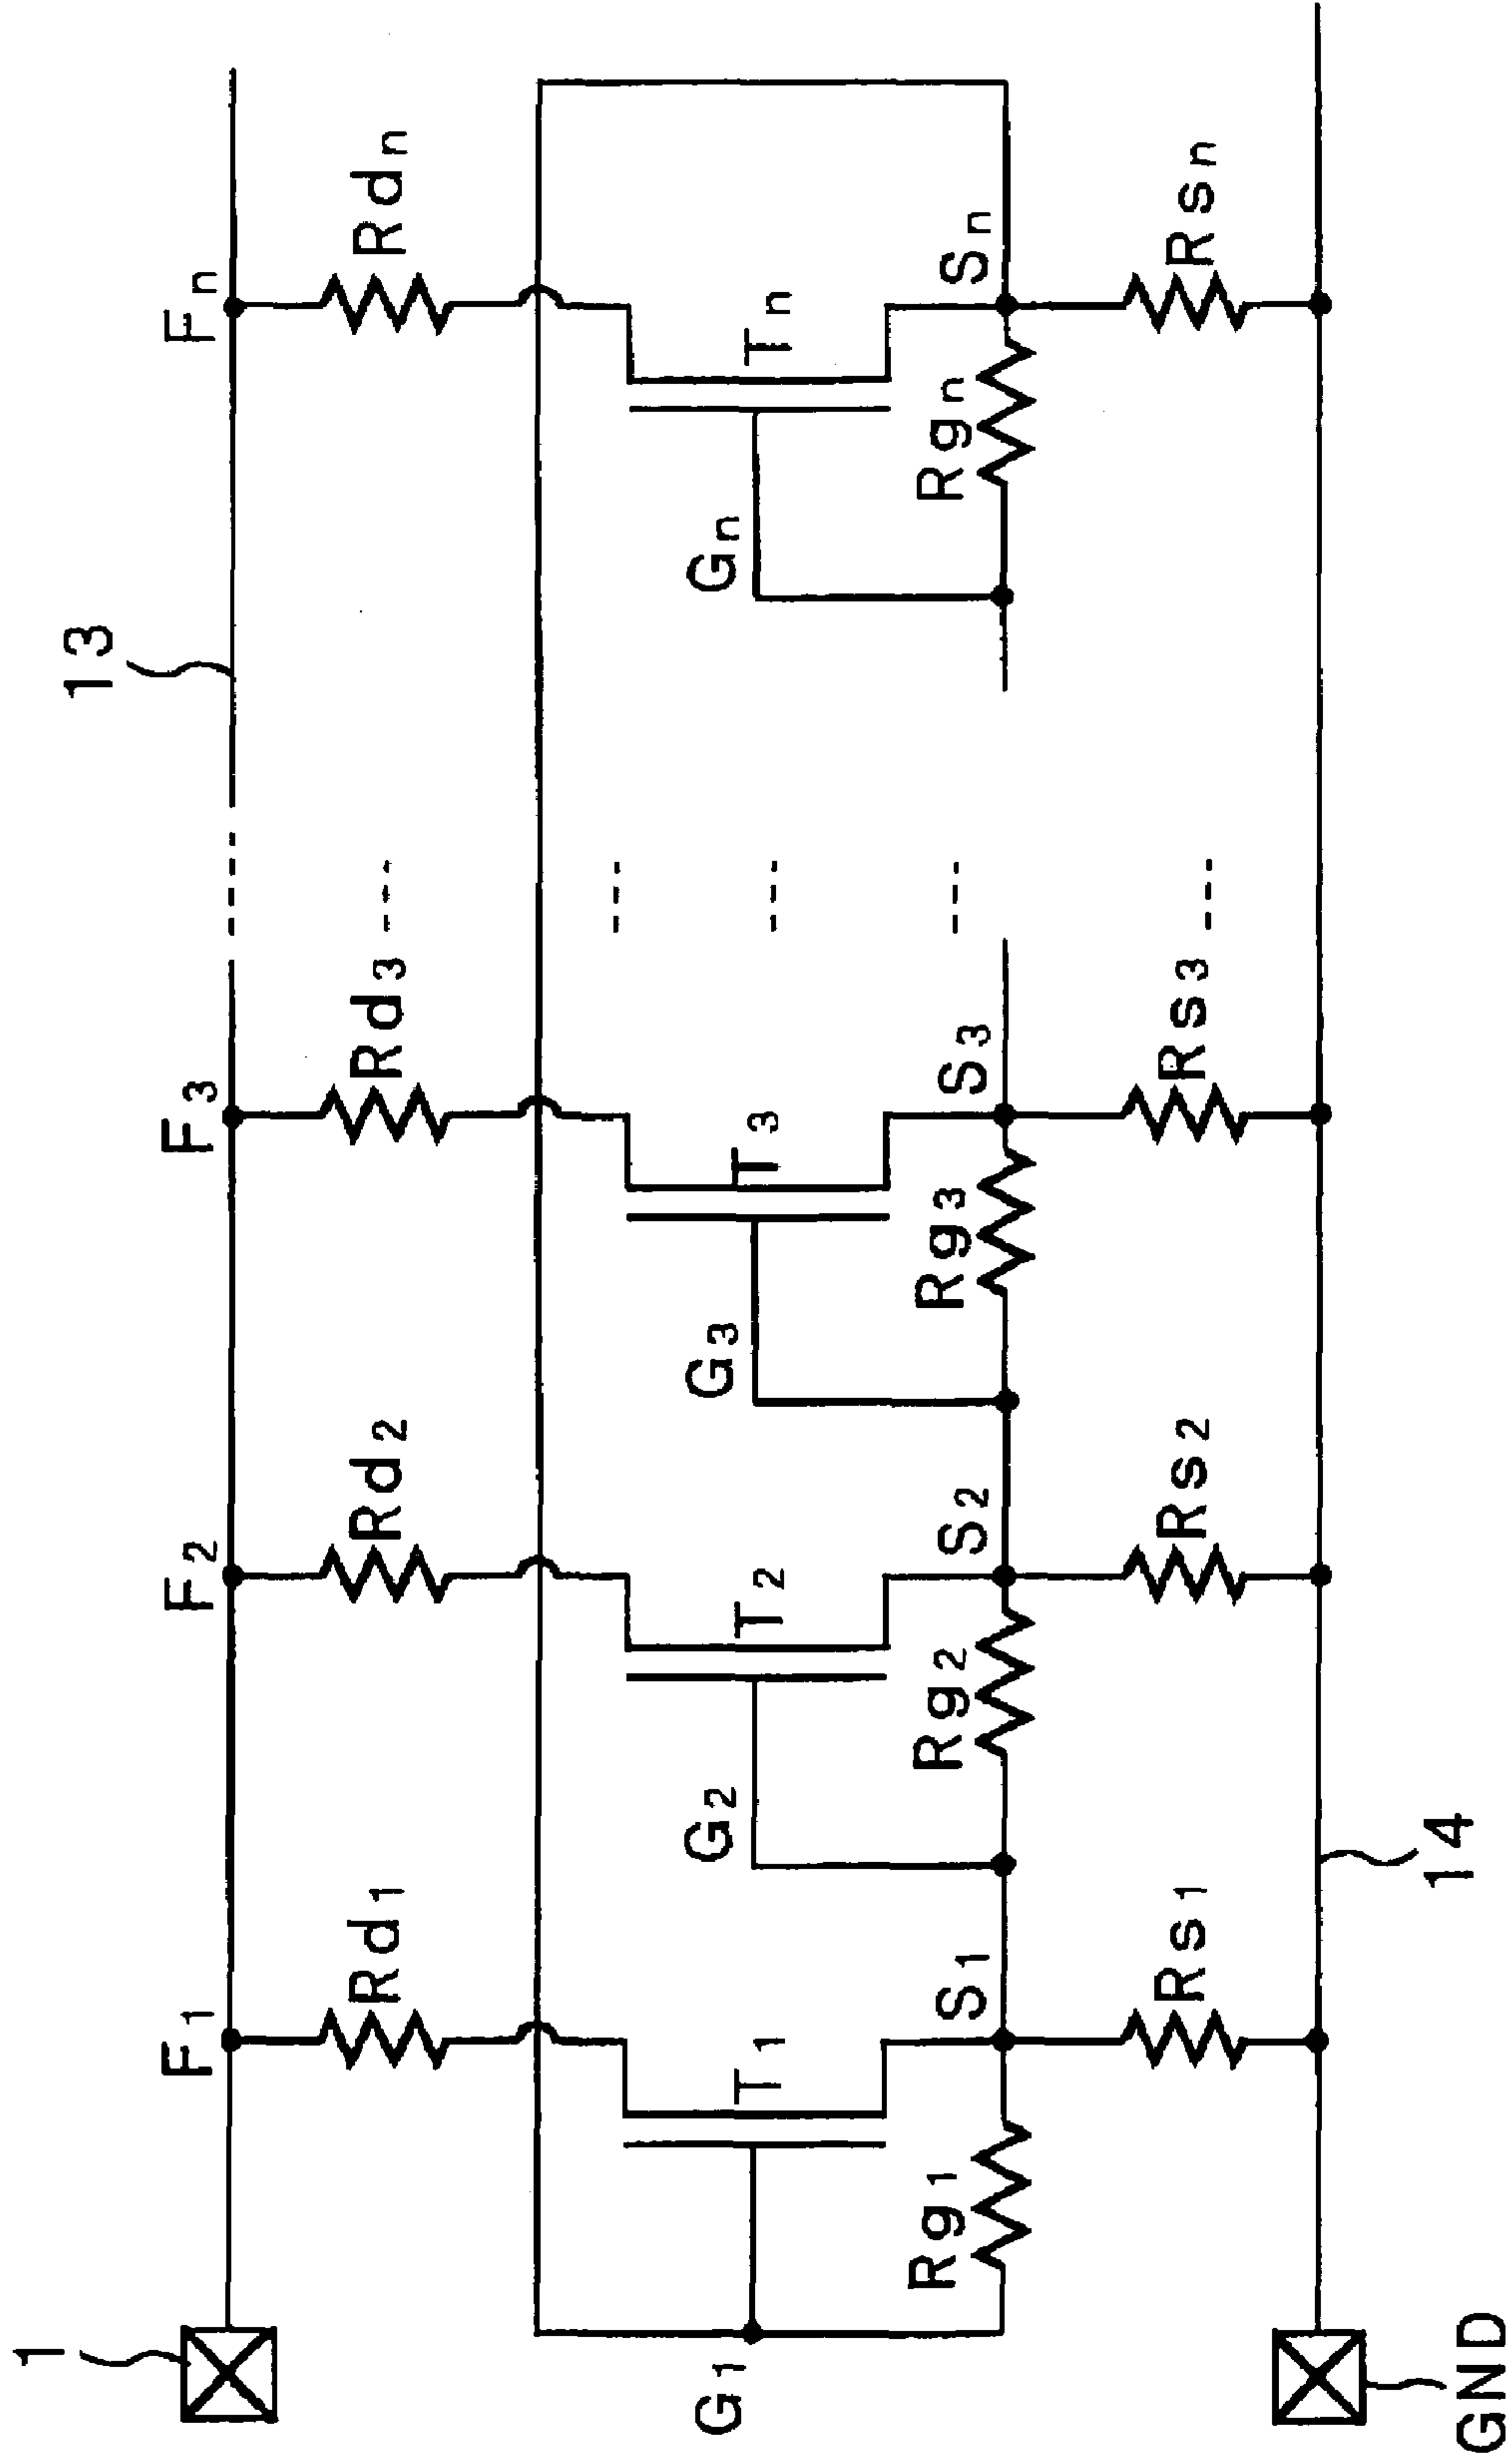 1
13
F1
F2
F3
Fn
Rd1
Rd2
Rd3
Rdn
G1
G2
G3
Gn
T1
T2
T3
Tn
Rg1
S1
Rg2
S2
Rg3
S3
Rgn
Sn
Rs1
Rs2
Rs3
Rsn
14
GND